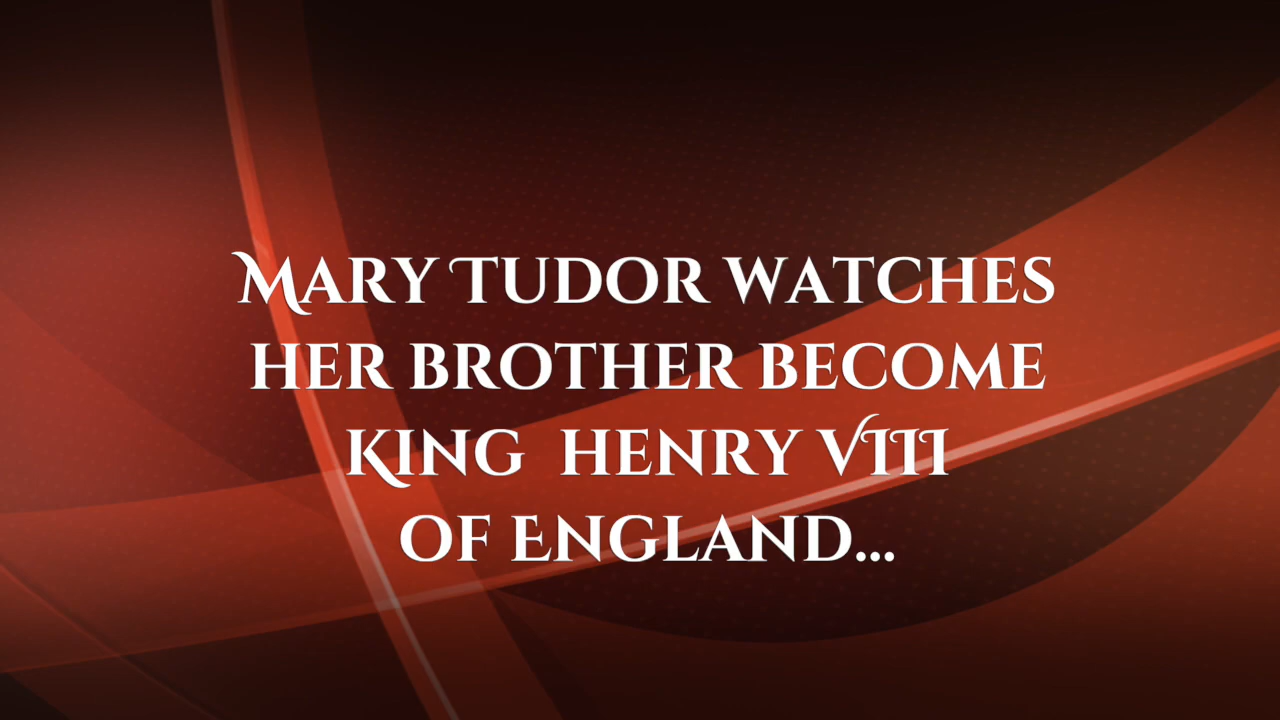 Mary Tudor watches
her brother become
King henry VIII
of England...